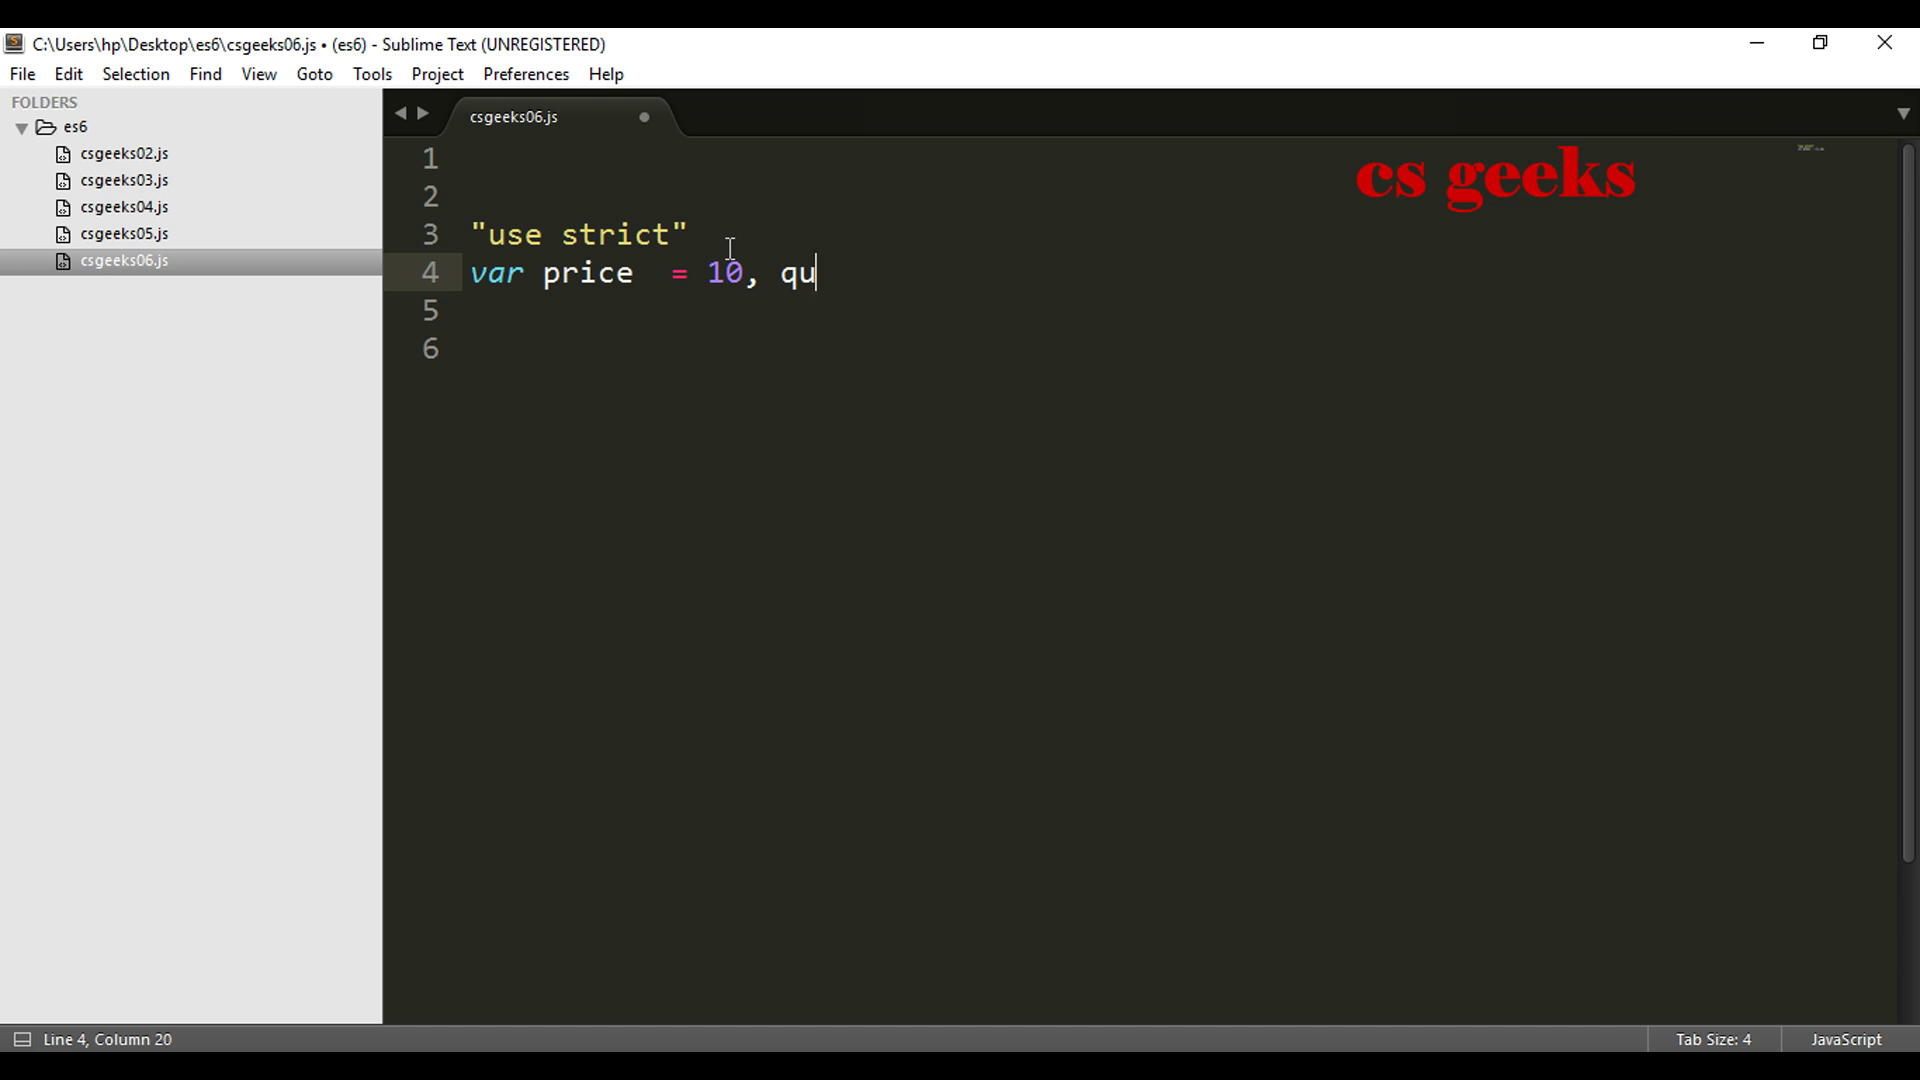 C:\Users\hp\Desktop\es6\csgeeks06.js • (es6) - Sublime Text (UNREGISTERED)
File Edit Selection Find View Goto Tools Project Preferences Help
FOLDERS
es6
csgeeks02.js
csgeeks03.js
csgeeks04.js
csgeeks05.js
csgeeks06.js
csgeeks06.js
cs geeks
1
2
3 "use strict"
4 var price  = 10, qu
5
6
Line 4, Column 20
Tab Size: 4
JavaScript